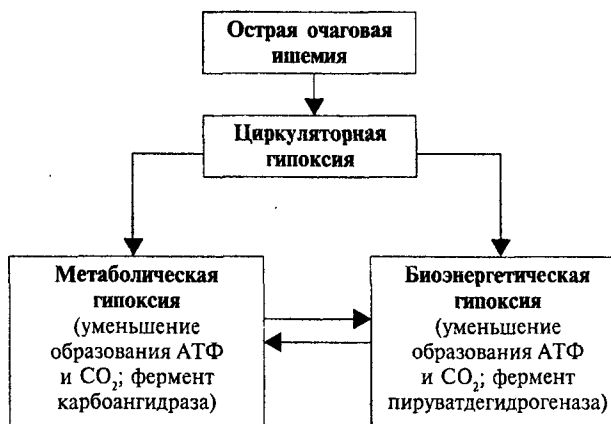 Острая очаговая
ишемия
Циркуляторная
гипоксия
Метаболическая
гипоксия
(уменьшение
образования АТФ
и CO₂; фермент
карбоангидраза)
Биоэнергетическая
гипоксия
(уменьшение
образования АТФ
и CO₂; фермент
пируватдегидрогеназа)